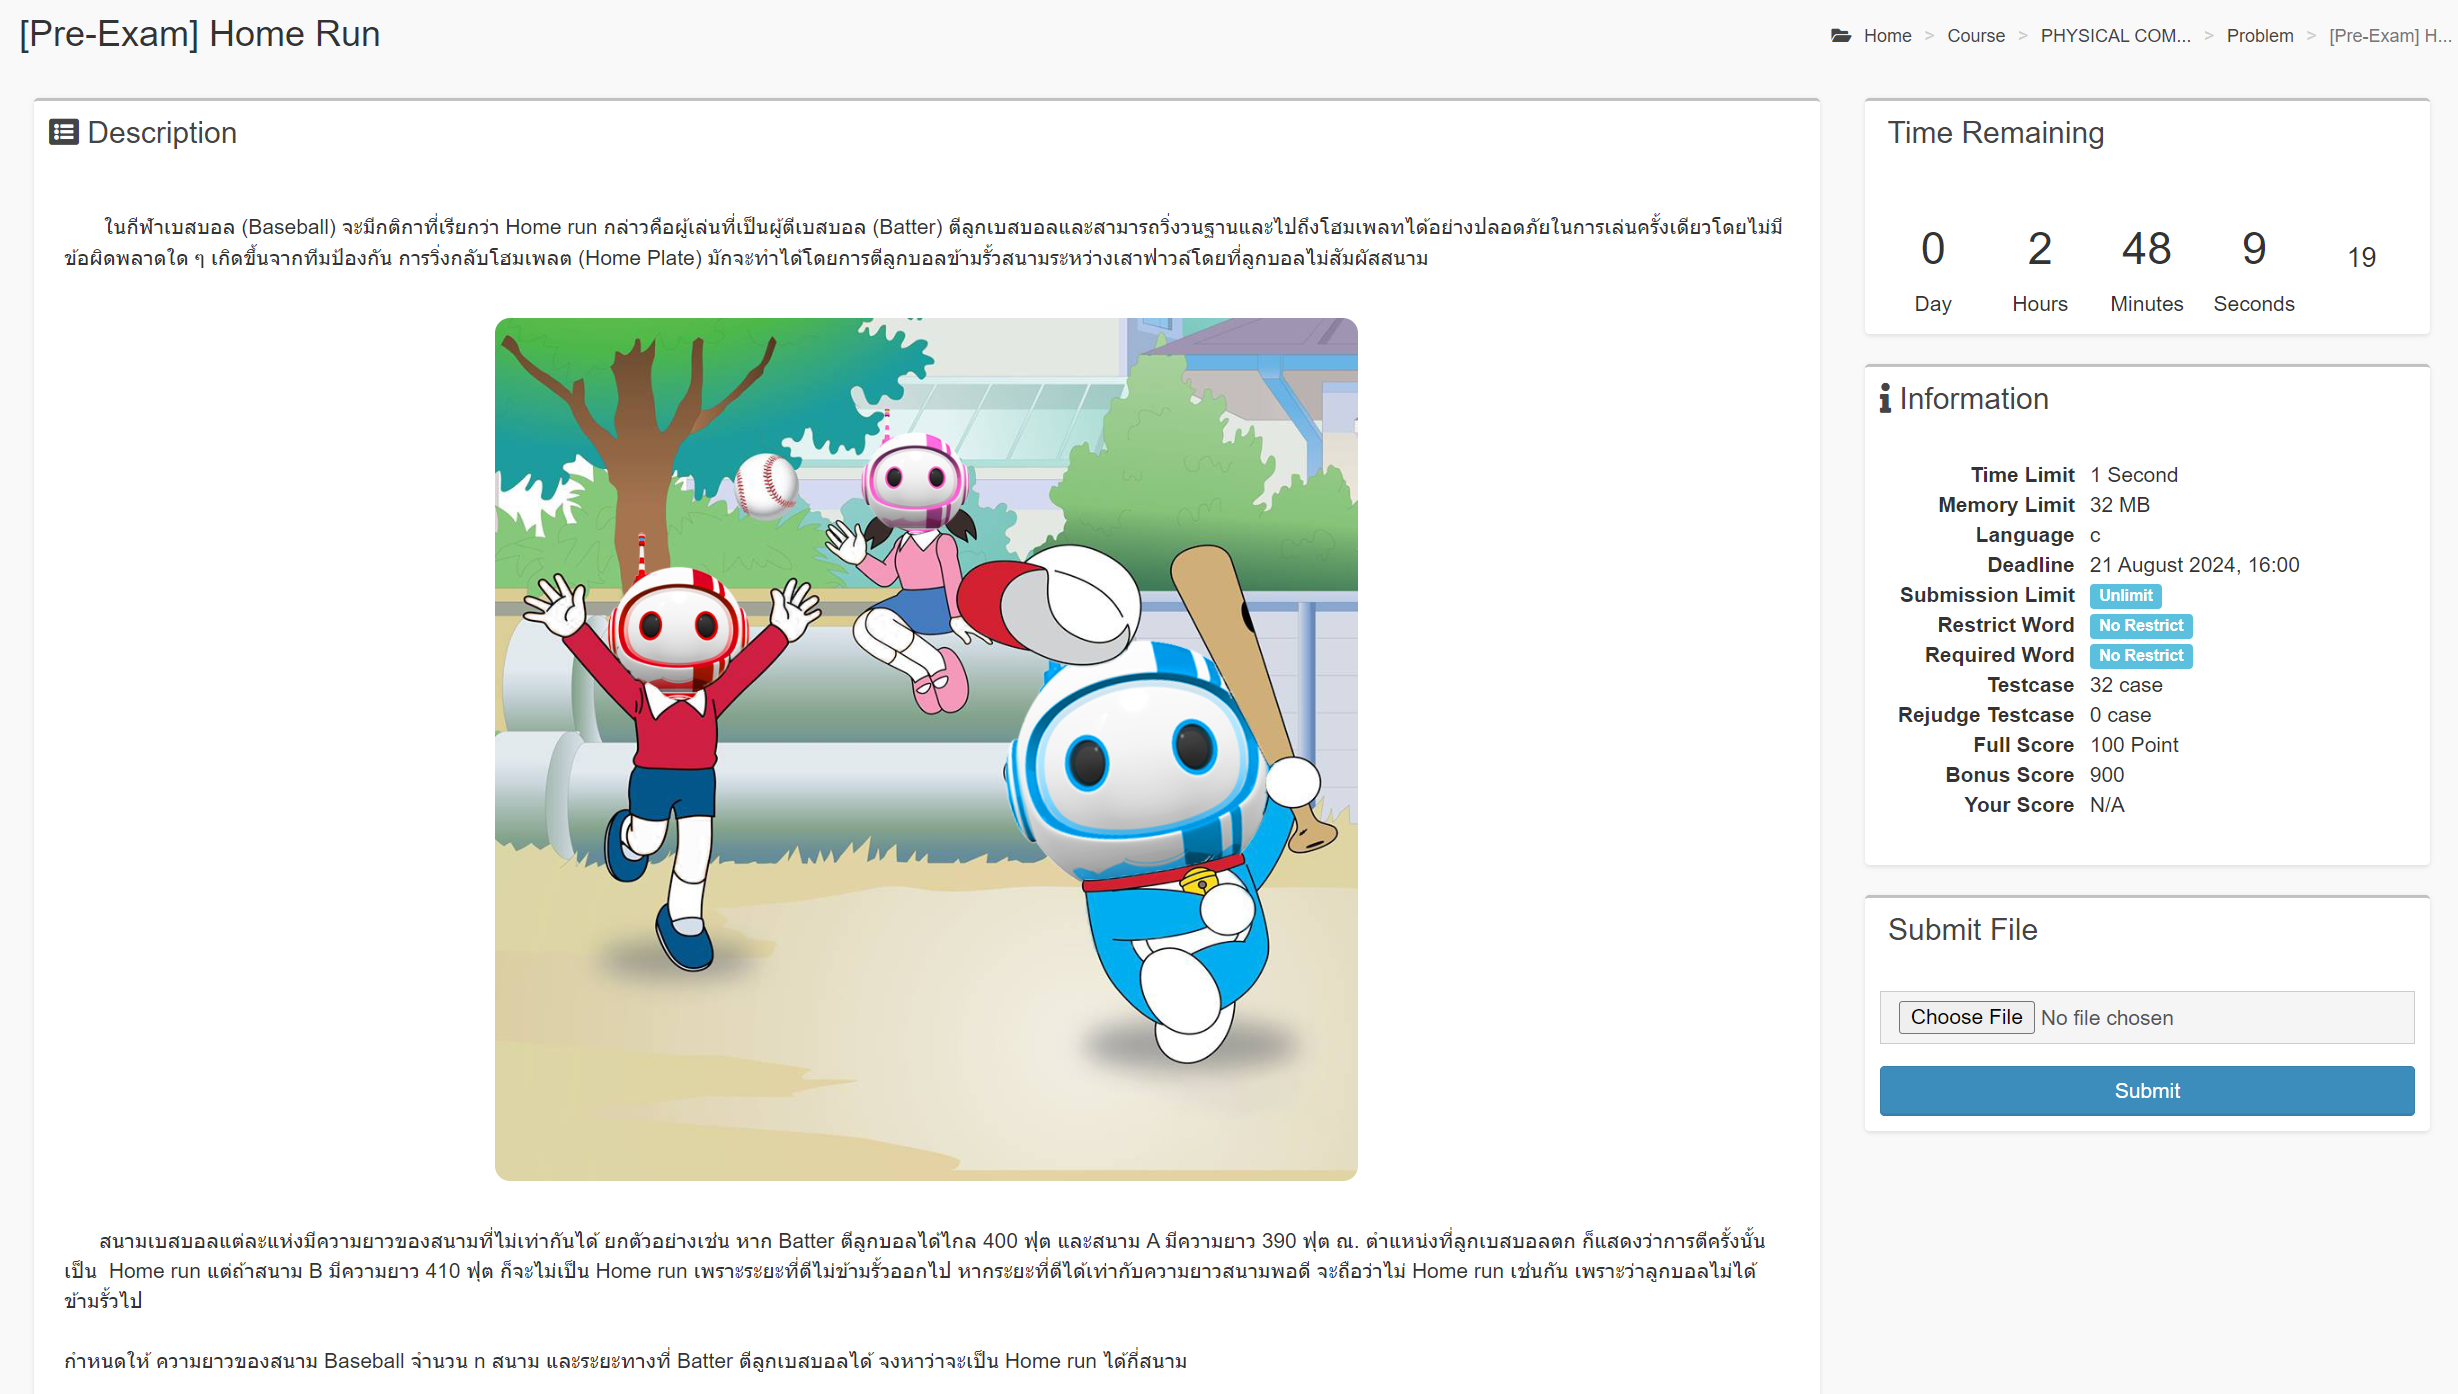 [Pre-Exam] Home Run
Home > Course > PHYSICAL COM... > Problem > [Pre-Exam] H...
Description
ในกีฬาเบสบอล (Baseball) จะมีกติกาที่เรียกว่า Home run กล่าวคือผู้เล่นที่เป็นผู้ตีเบสบอล (Batter) ตีลูกเบสบอลและสามารถวิ่งวนฐานและไปถึงโฮมเพลทได้อย่างปลอดภัยในการเล่นครั้งเดียวโดยไม่มี
ข้อผิดพลาดใด ๆ เกิดขึ้นจากทีมป้องกัน การวิ่งกลับโฮมเพลต (Home Plate) มักจะทำได้โดยการตีลูกบอลข้ามรั้วสนามระหว่างเสาฟาวล์โดยที่ลูกบอลไม่สัมผัสสนาม
สนามเบสบอลแต่ละแห่งมีความยาวของสนามที่ไม่เท่ากันได้ ยกตัวอย่างเช่น หาก Batter ตีลูกบอลได้ไกล 400 ฟุต และสนาม A มีความยาว 390 ฟุต ณ. ตำแหน่งที่ลูกเบสบอลตก ก็แสดงว่าการตีครั้งนั้น
เป็น Home run แต่ถ้าสนาม B มีความยาว 410 ฟุต ก็จะไม่เป็น Home run เพราะระยะที่ตีไม่ข้ามรั้วออกไป หากระยะที่ตีได้เท่ากับความยาวสนามพอดี จะถือว่าไม่ Home run เช่นกัน เพราะว่าลูกบอลไม่ได้
ข้ามรั้วไป
กำหนดให้ ความยาวของสนาม Baseball จำนวน n สนาม และระยะทางที่ Batter ตีลูกเบสบอลได้ จงหาว่าจะเป็น Home run ได้กี่สนาม
Time Remaining
0 2 48 9 19
Day Hours Minutes Seconds
Information
Time Limit 1 Second
Memory Limit 32 MB
Language c
Deadline 21 August 2024, 16:00
Submission Limit Unlimit
Restrict Word No Restrict
Required Word No Restrict
Testcase 32 case
Rejudge Testcase 0 case
Full Score 100 Point
Bonus Score 900
Your Score N/A
Submit File
Choose File No file chosen
Submit